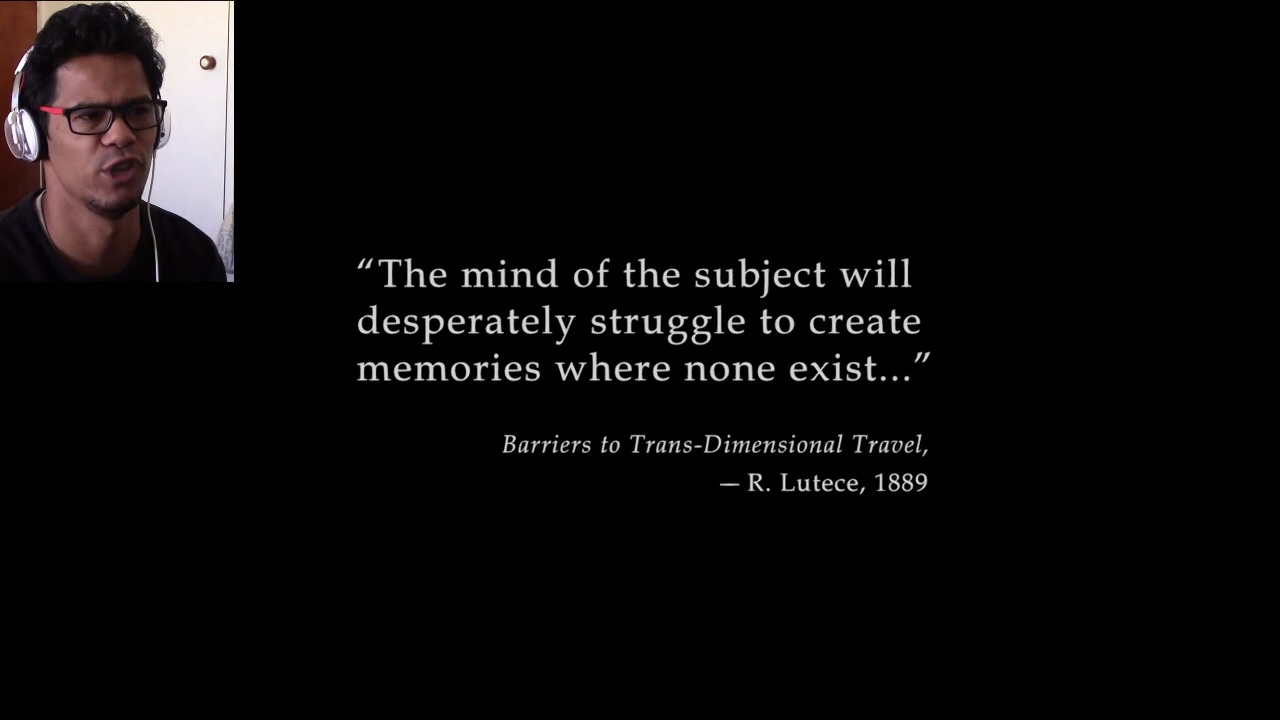 “The mind of the subject will
desperately struggle to create
memories where none exist...”
Barriers to Trans-Dimensional Travel,
— R. Lutece, 1889